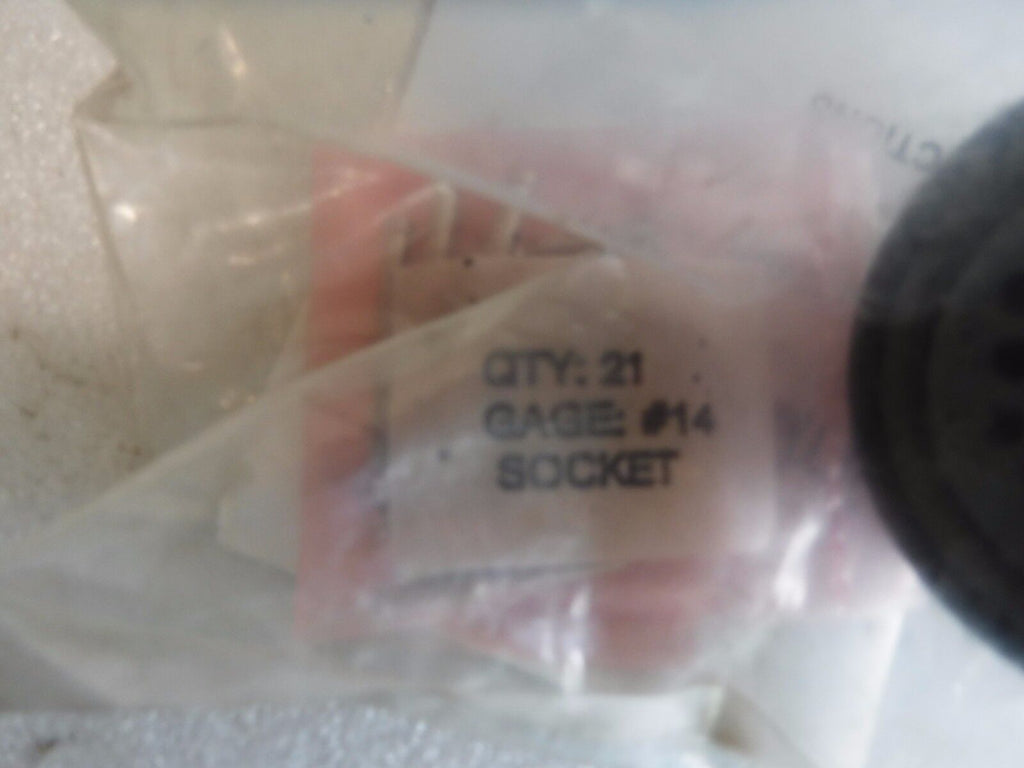 QTY: 21
GAGE: #14
SOCKET